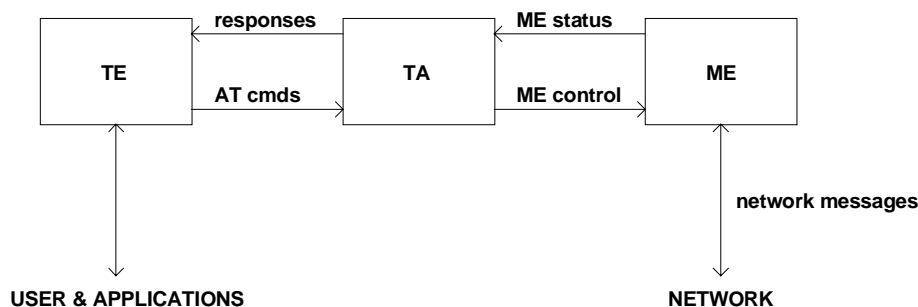 responses
ME status
TE
TA
ME
AT cmds
ME control
network messages
USER & APPLICATIONS
NETWORK